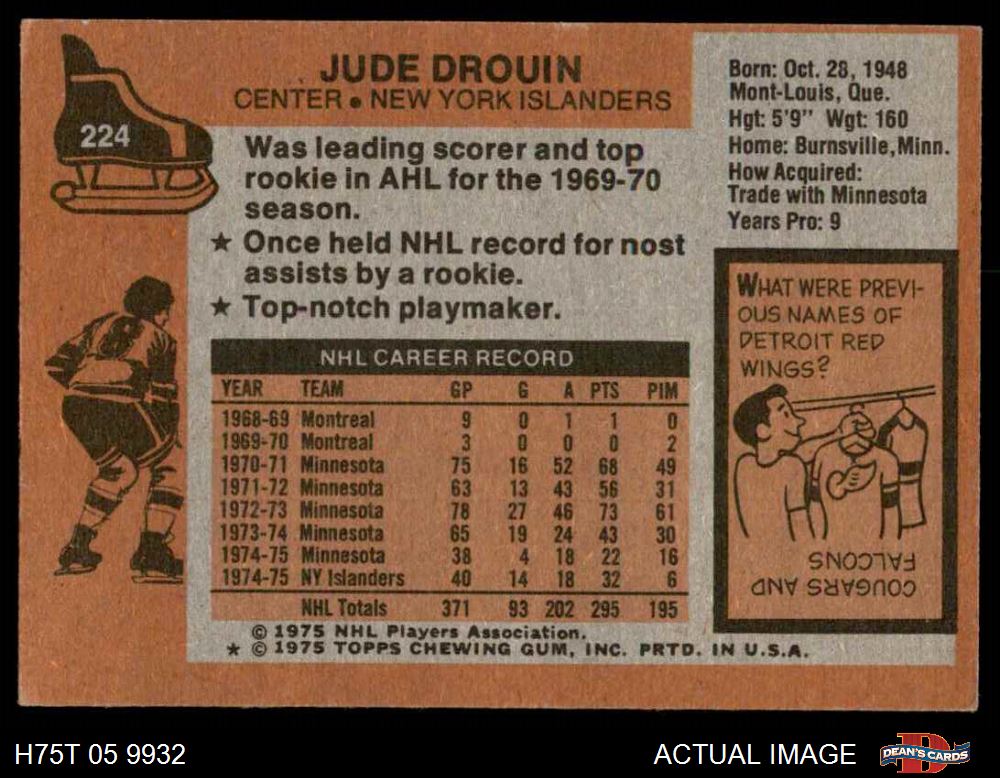 224
JUDE DROUIN
CENTER • NEW YORK ISLANDERS
Was leading scorer and top
rookie in AHL for the 1969-70
season.
★ Once held NHL record for nost
assists by a rookie.
★ Top-notch playmaker.
Born: Oct. 28, 1948
Mont-Louis, Que.
Hgt: 5'9" Wgt: 160
Home: Burnsville, Minn.
How Acquired:
Trade with Minnesota
Years Pro: 9
WHAT WERE PREVI-
OUS NAMES OF
DETROIT RED
WINGS?
COUGARS AND
FALCONS
8
NHL CAREER RECORD
YEAR TEAM GP G A PTS PIM
1968-69 Montreal 9 0 1 1 0
1969-70 Montreal 3 0 0 0 2
1970-71 Minnesota 75 16 52 68 49
1971-72 Minnesota 63 13 43 56 31
1972-73 Minnesota 78 27 46 73 61
1973-74 Minnesota 65 19 24 43 30
1974-75 Minnesota 38 4 18 22 16
1974-75 NY Islanders 40 14 18 32 6
NHL Totals 371 93 202 295 195
© 1975 NHL Players Association.
★ © 1975 TOPPS CHEWING GUM, INC. PRTD. IN U.S.A.
H75T 05 9932
ACTUAL IMAGE
D
DEAN'S CARDS